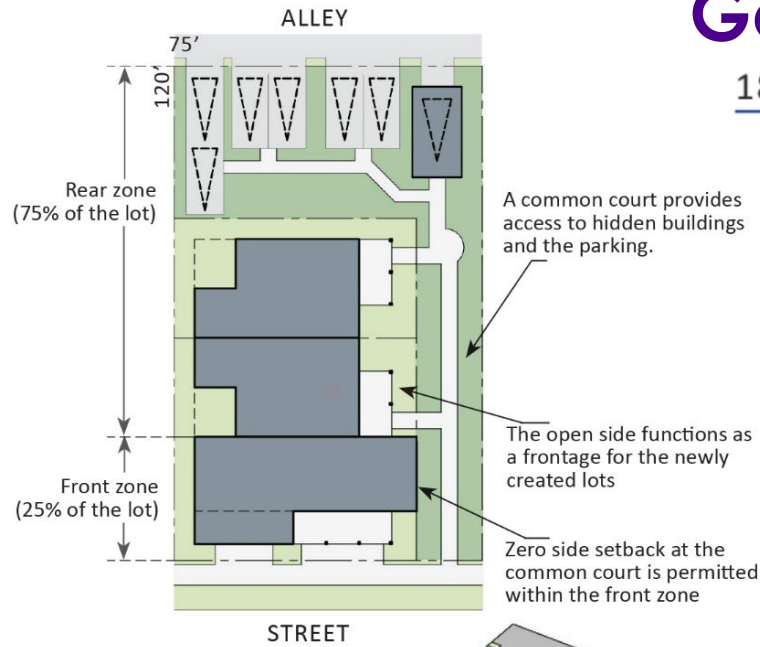 ALLEY
75'
120'
Rear zone
(75% of the lot)
A common court provides
access to hidden buildings
and the parking.
The open side functions as
a frontage for the newly
created lots
Front zone
(25% of the lot)
Zero side setback at the
common court is permitted
within the front zone
STREET